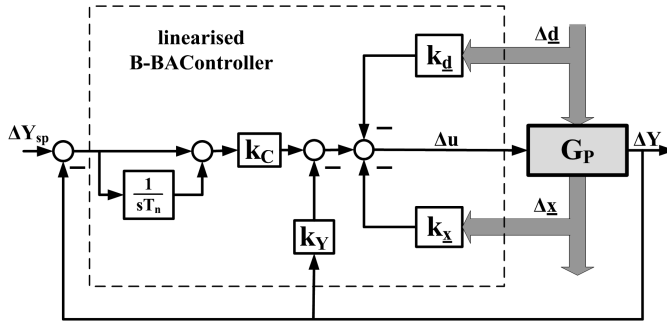 linearised
B-BAController
k_d
Δd
ΔY_sp
k_C
Δu
G_P
ΔY
1
sT_n
k_Y
k_x
Δx